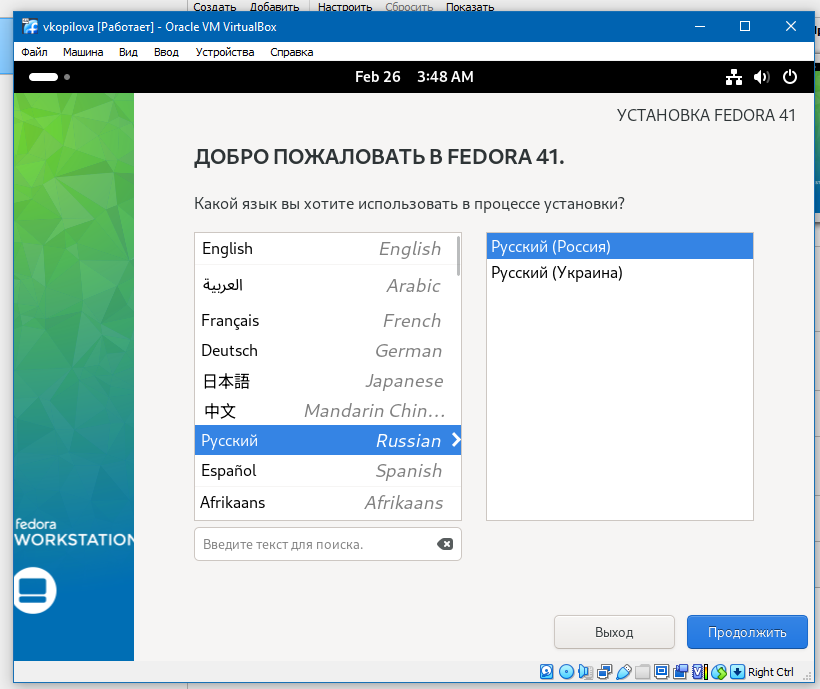 Создать Добавить Настроить Сбросить Показать
vkopilova [Работает] - Oracle VM VirtualBox
Файл Машина Вид Ввод Устройства Справка
Feb 26 3:48 AM
УСТАНОВКА FEDORA 41
ДОБРО ПОЖАЛОВАТЬ В FEDORA 41.
Какой язык вы хотите использовать в процессе установки?
English English
العربية Arabic
Français French
Deutsch German
日本語 Japanese
中文 Mandarin Chin...
Русский Russian
Español Spanish
Afrikaans Afrikaans
Русский (Россия)
Русский (Украина)
Введите текст для поиска.
fedora
WORKSTATION
Выход Продолжить
Right Ctrl